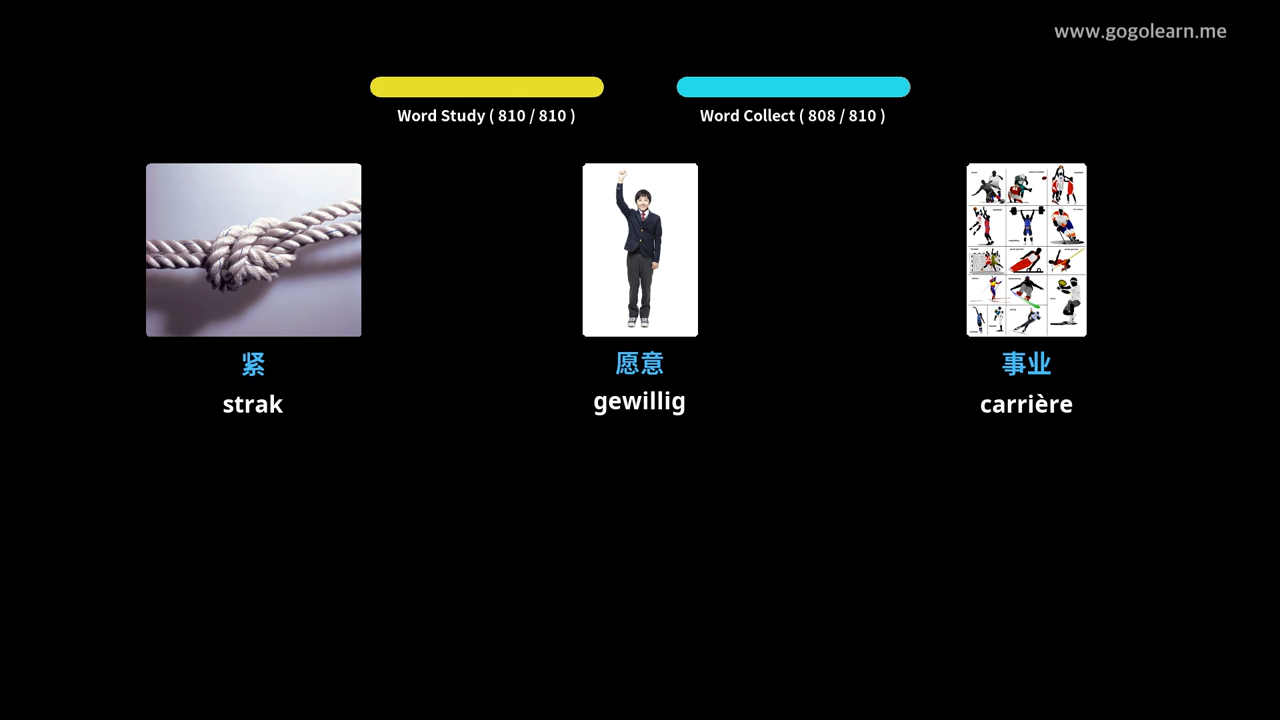 www.gogolearn.me
Word Study ( 810 / 810 )
Word Collect ( 808 / 810 )
紧
愿意
事业
strak
gewillig
carrière